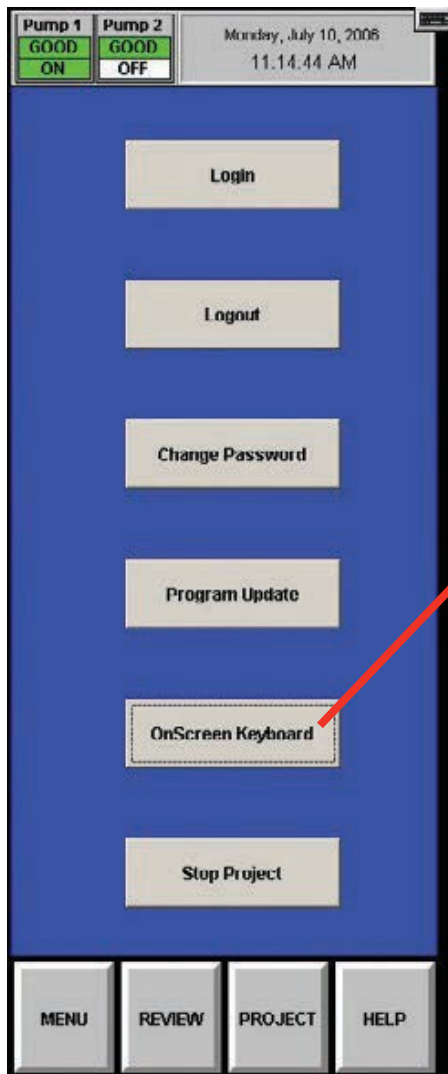 Pump 1
GOOD
ON
Pump 2
GOOD
OFF
Monday, July 10, 2006
11:14:44 AM
Login
Logout
Change Password
Program Update
OnScreen Keyboard
Stop Project
MENU
REVIEW
PROJECT
HELP